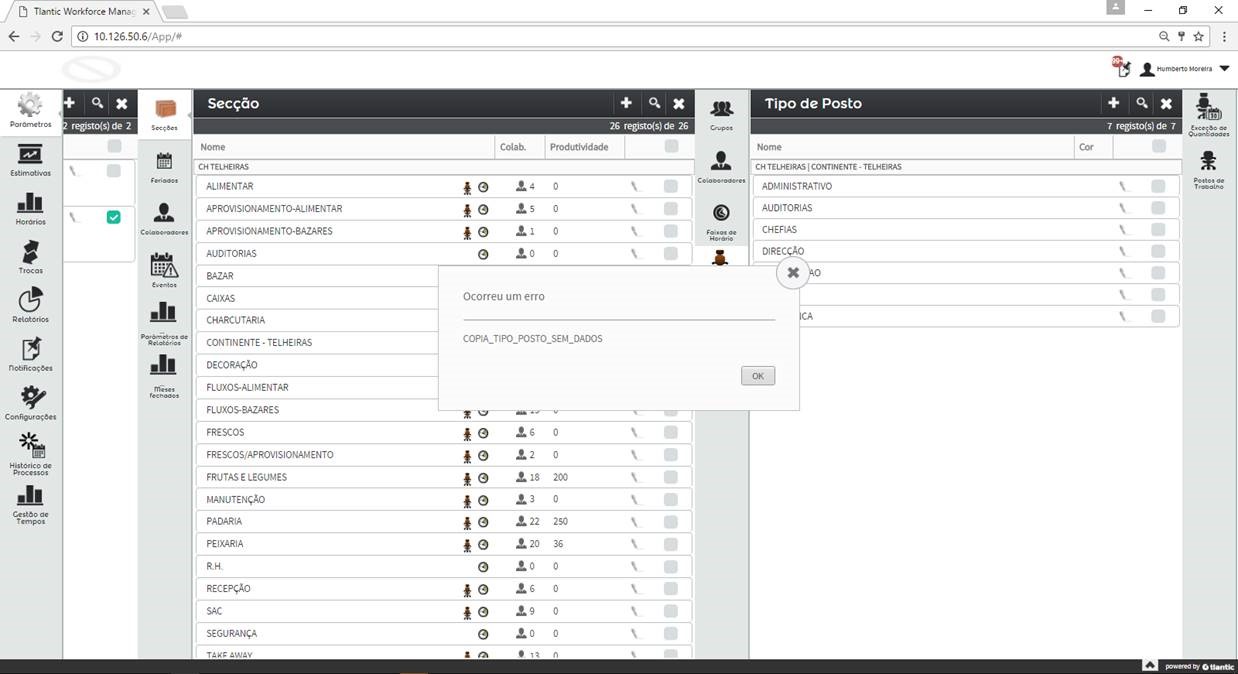 Tlantic Workforce Manag
10.126.50.6/App/#
99+
Humberto Moreira
Parâmetros
Estimativas
Horários
Trocas
Relatórios
Notificações
Configurações
Histórico de
Processos
Gestão de
Tempos
2 registo(s) de 2
Secções
Feriados
Colaboradores
Eventos
Parâmetros de
Relatórios
Meses
fechados
Secção
26 registo(s) de 26
Nome Colab. Produtividade
CH TELHEIRAS
ALIMENTAR 4 0
APROVISIONAMENTO-ALIMENTAR 5 0
APROVISIONAMENTO-BAZARES 1 0
AUDITORIAS 0 0
BAZAR
CAIXAS
CHARCUTARIA
CONTINENTE - TELHEIRAS
DECORAÇÃO
FLUXOS-ALIMENTAR
FLUXOS-BAZARES
FRESCOS 6 0
FRESCOS/APROVISIONAMENTO 2 0
FRUTAS E LEGUMES 18 200
MANUTENÇÃO 3 0
PADARIA 22 250
PEIXARIA 20 36
R.H. 0 0
RECEPÇÃO 6 0
SAC 9 0
SEGURANÇA 0 0
TAKE AWAY 13 0
Grupos
Colaboradores
Faixas de
Horário
Tipo de Posto
7 registo(s) de 7
Nome Cor
CH TELHEIRAS | CONTINENTE - TELHEIRAS
ADMINISTRATIVO
AUDITORIAS
CHEFIAS
DIRECÇÃO
AO
ICA
Exceção de
Quantidades
Postos de
Trabalho
Ocorreu um erro
COPIA_TIPO_POSTO_SEM_DADOS
OK
powered by tlantic